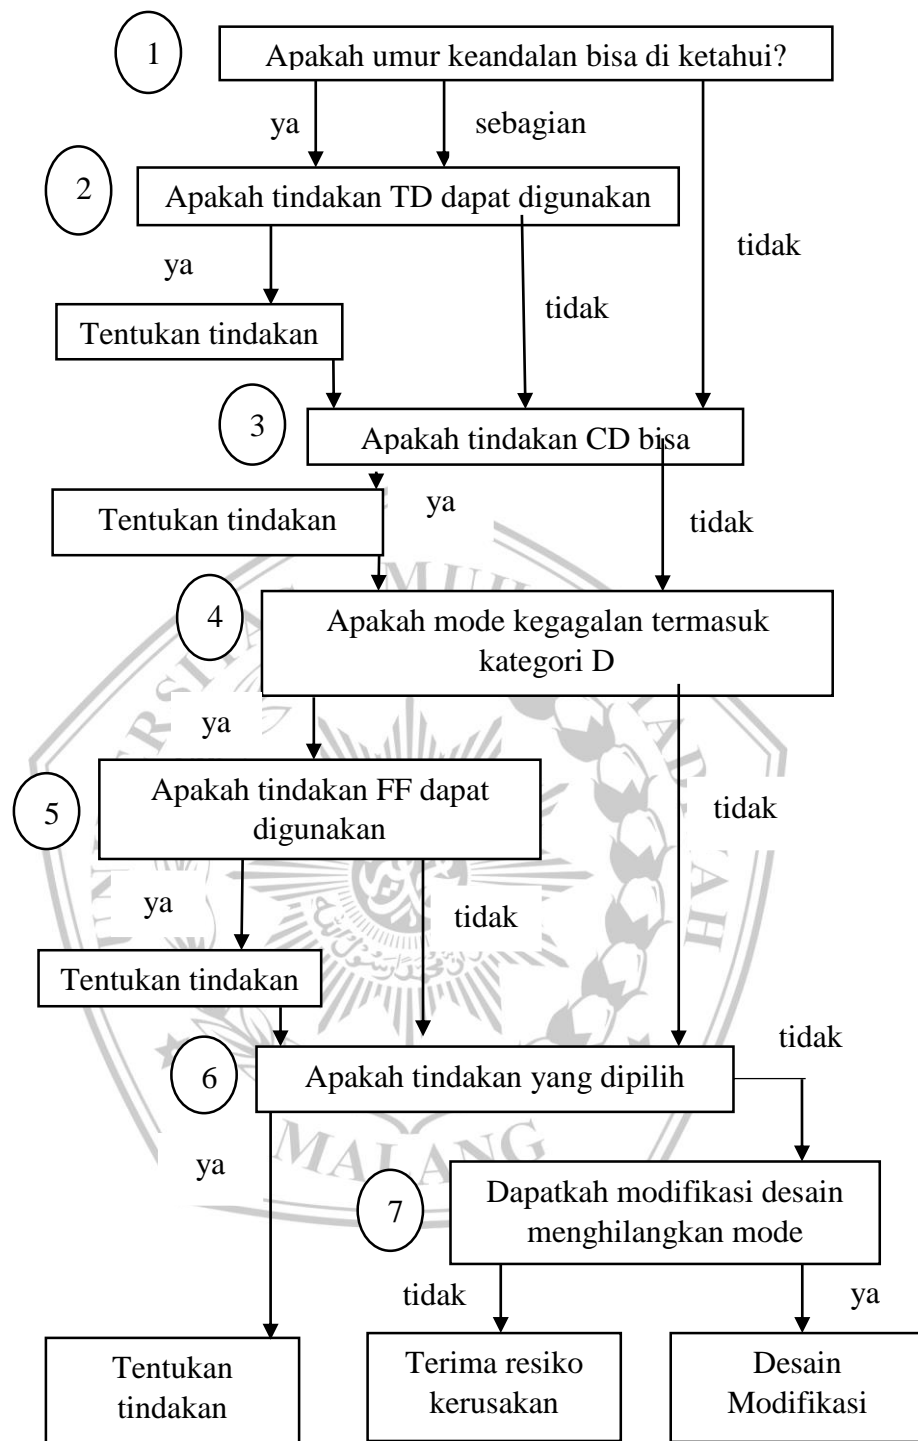 1
Apakah umur keandalan bisa di ketahui?
ya
sebagian
2
Apakah tindakan TD dapat digunakan
ya
tidak
tidak
Tentukan tindakan
3
Apakah tindakan CD bisa
ya
Tentukan tindakan
tidak
4
Apakah mode kegagalan termasuk
kategori D
ya
5
Apakah tindakan FF dapat
digunakan
tidak
ya
tidak
Tentukan tindakan
6
Apakah tindakan yang dipilih
tidak
ya
MALANG
7
Dapatkah modifikasi desain
menghilangkan mode
tidak
ya
Tentukan
tindakan
Terima resiko
kerusakan
Desain
Modifikasi